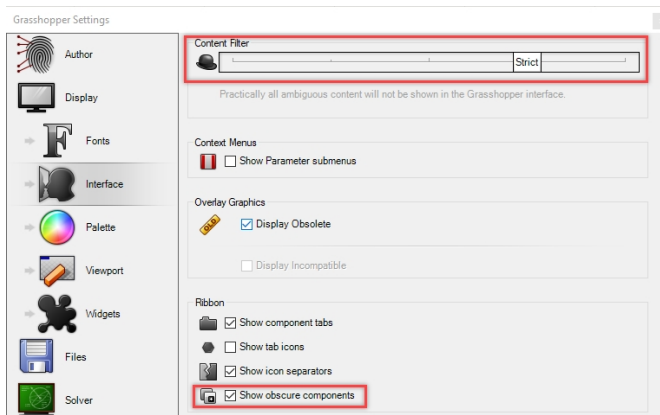 Grasshopper Settings
Author
Display
Fonts
Interface
Palette
Viewport
Widgets
Files
Solver
Content Filter
Strict
Practically all ambiguous content will not be shown in the Grasshopper interface.
Context Menus
Show Parameter submenus
Overlay Graphics
OLD
Display Obsolete
Display Incompatible
Ribbon
Show component tabs
Show tab icons
Show icon separators
Show obscure components